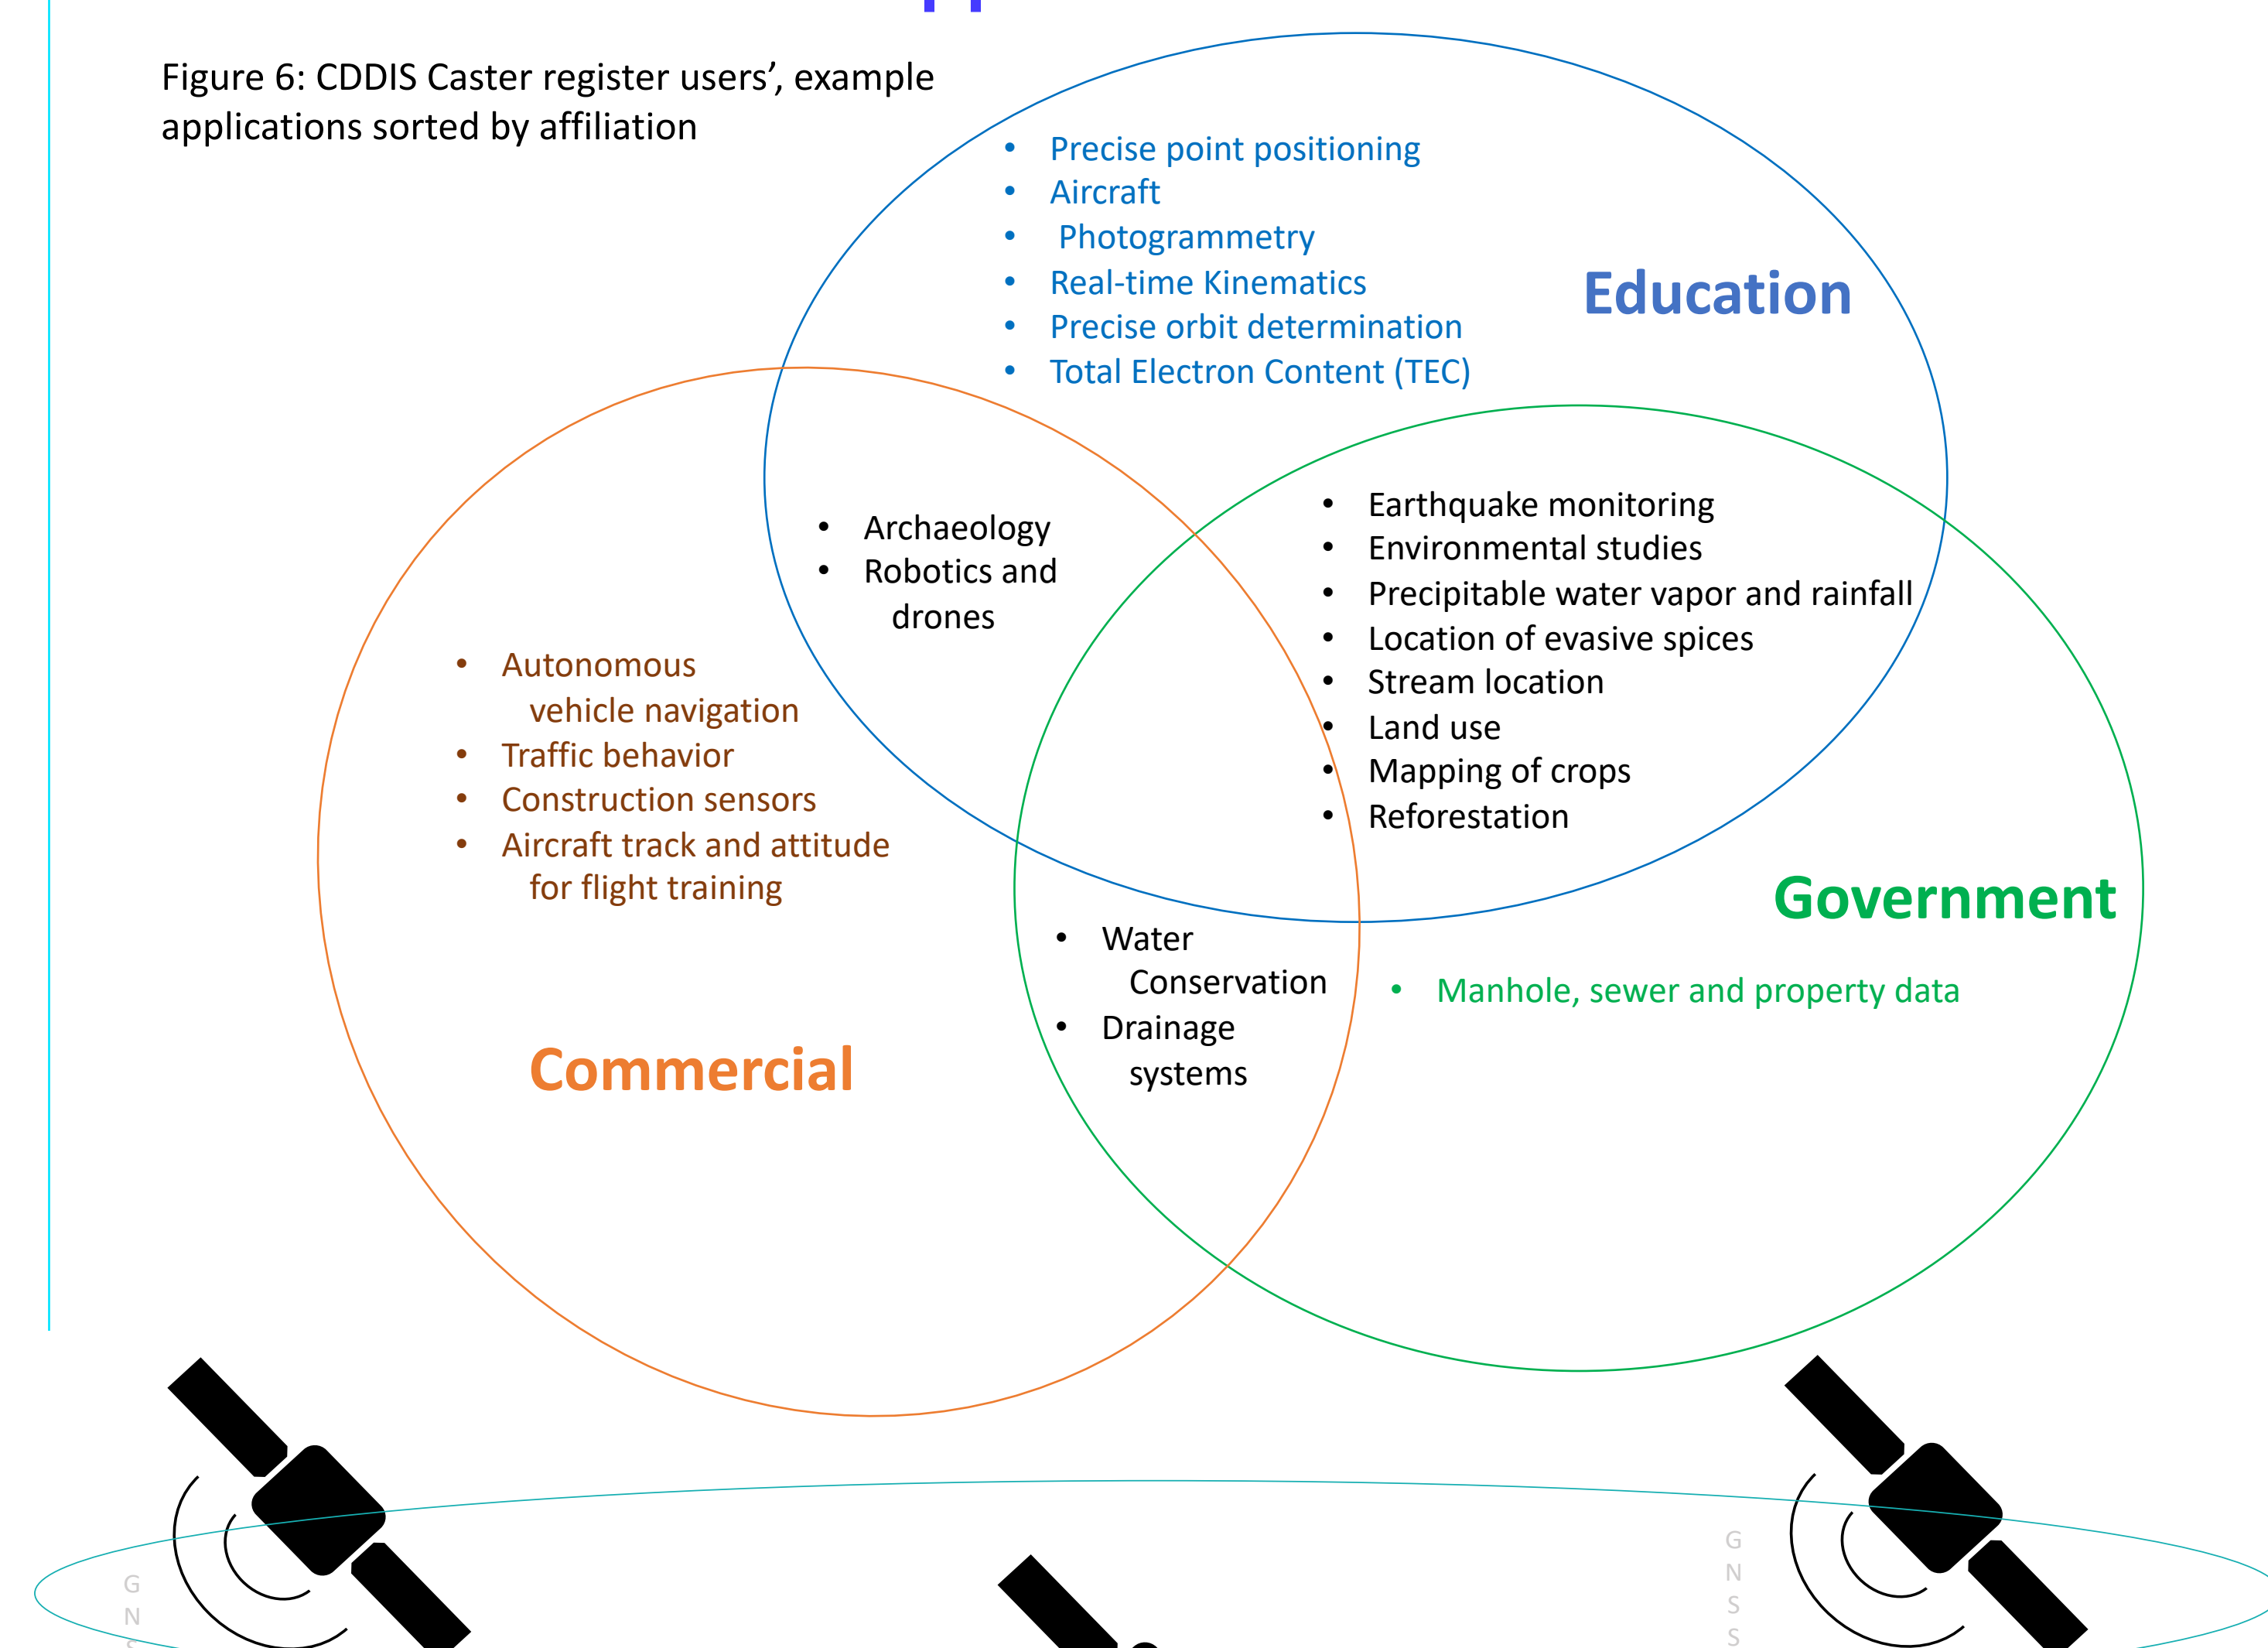 Figure 6: CDDIS Caster register users’, example
applications sorted by affiliation
• Precise point positioning
• Aircraft
• Photogrammetry
• Real-time Kinematics
• Precise orbit determination
• Total Electron Content (TEC)
Education
• Archaeology
• Robotics and
drones
• Earthquake monitoring
• Environmental studies
• Precipitable water vapor and rainfall
• Location of evasive spices
• Stream location
• Land use
• Mapping of crops
• Reforestation
• Autonomous
vehicle navigation
• Traffic behavior
• Construction sensors
• Aircraft track and attitude
for flight training
Government
• Water
Conservation
• Drainage
systems
• Manhole, sewer and property data
Commercial
G
N
S
G
N
S
S